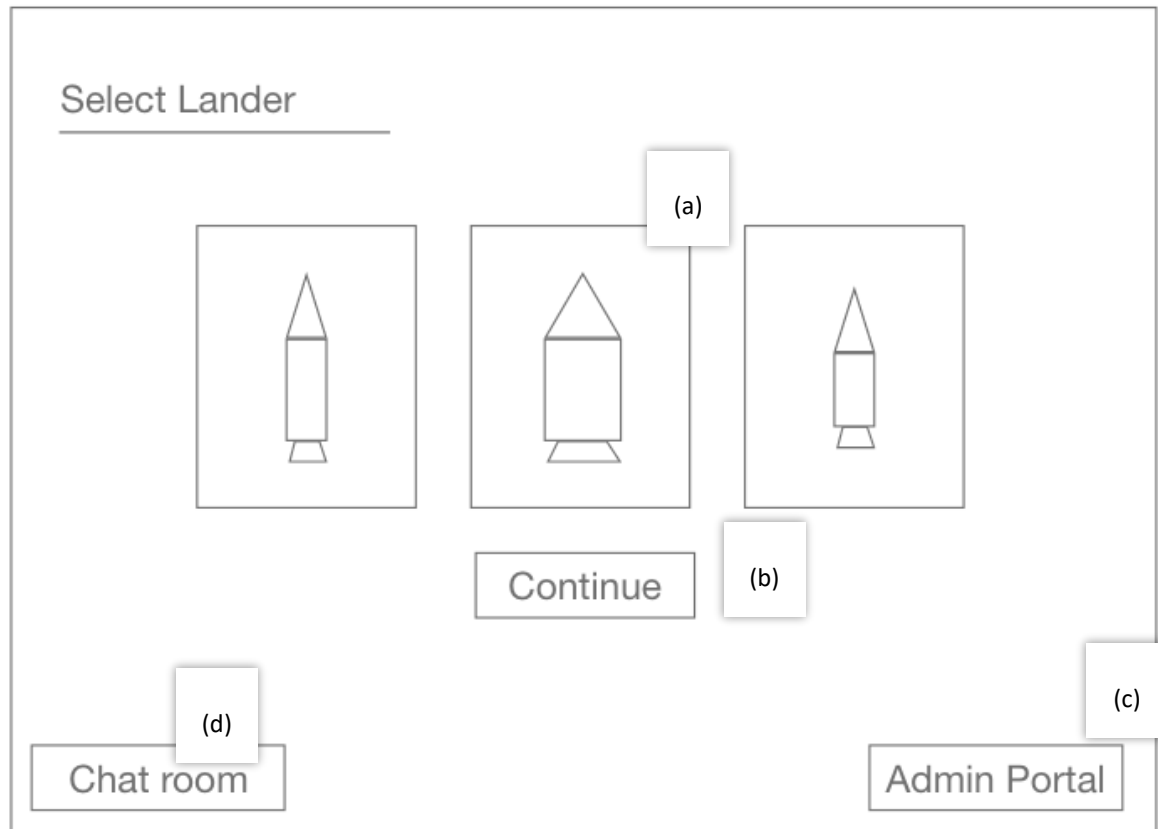 Select Lander
(a)
Continue
(b)
(c)
(d)
Chat room
Admin Portal